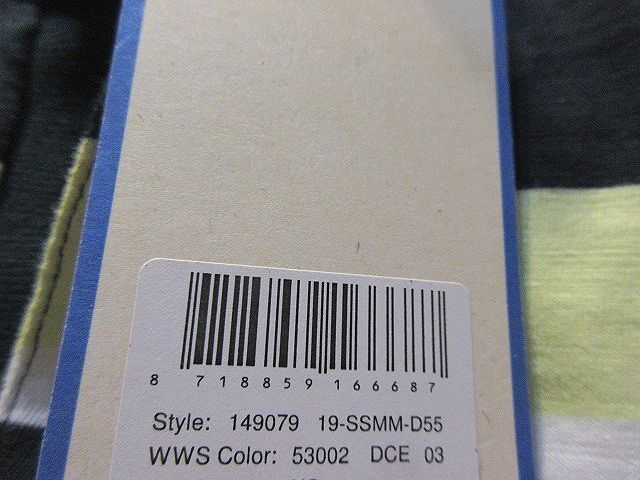 8 718859 166687
Style: 149079 19-SSMM-D55
WWS Color: 53002 DCE 03